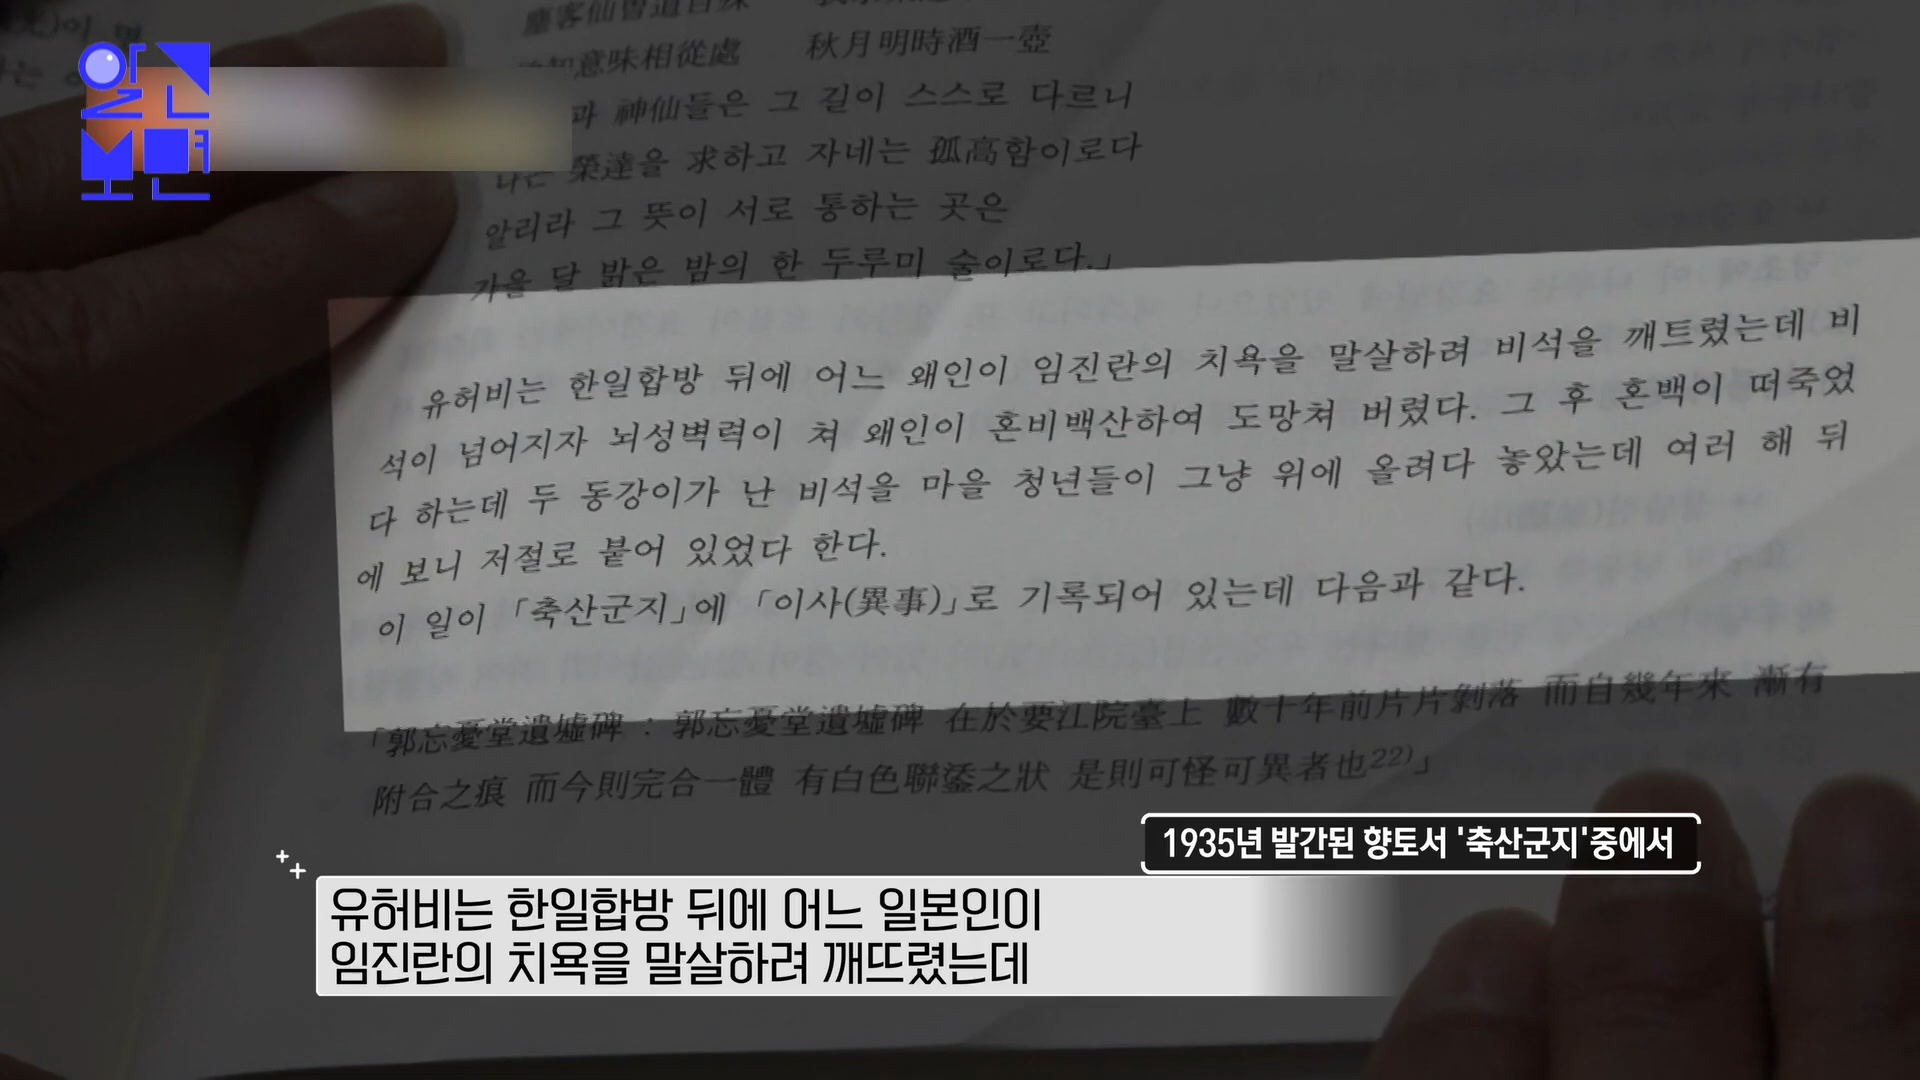 알고
보면
秋月明時酒一壺
意味相從處
과 神仙들은 그 길이 스스로 다르니
나는 榮達을 求하고 자네는 孤高함이로다
알리라 그 뜻이 서로 통하는 곳은
가을 달 밝은 밤의 한 두루미 술이로다.」
유허비는 한일합방 뒤에 어느 왜인이 임진란의 치욕을 말살하려 비석을 깨트렸는데 비
석이 넘어지자 뇌성벽력이 쳐 왜인이 혼비백산하여 도망쳐 버렸다. 그 후 혼백이 떠죽었
다 하는데 두 동강이가 난 비석을 마을 청년들이 그냥 위에 올려다 놓았는데 여러 해 뒤
에 보니 저절로 붙어 있었다 한다.
이 일이 「축산군지」에 「이사(異事)」로 기록되어 있는데 다음과 같다.
「郭忘憂堂遺墟碑 : 郭忘憂堂遺墟碑 在於要江院臺上 數十年前片片剝落 而自幾年來 漸有
附合之痕 而今則完合一體 有白色聯鋈之狀 是則可怪可異者也22)」
1935년 발간된 향토서 '축산군지'중에서
유허비는 한일합방 뒤에 어느 일본인이
임진란의 치욕을 말살하려 깨뜨렸는데